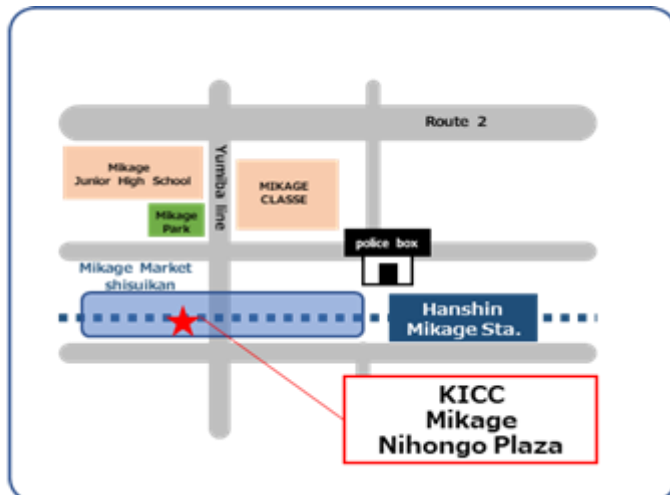 Route 2
Mikage
Junior High School
Yumiba line
MIKAGE
CLASSE
Mikage
Park
police box
Mikage Market
shisuikan
Hanshin
Mikage Sta.
KICC
Mikage
Nihongo Plaza